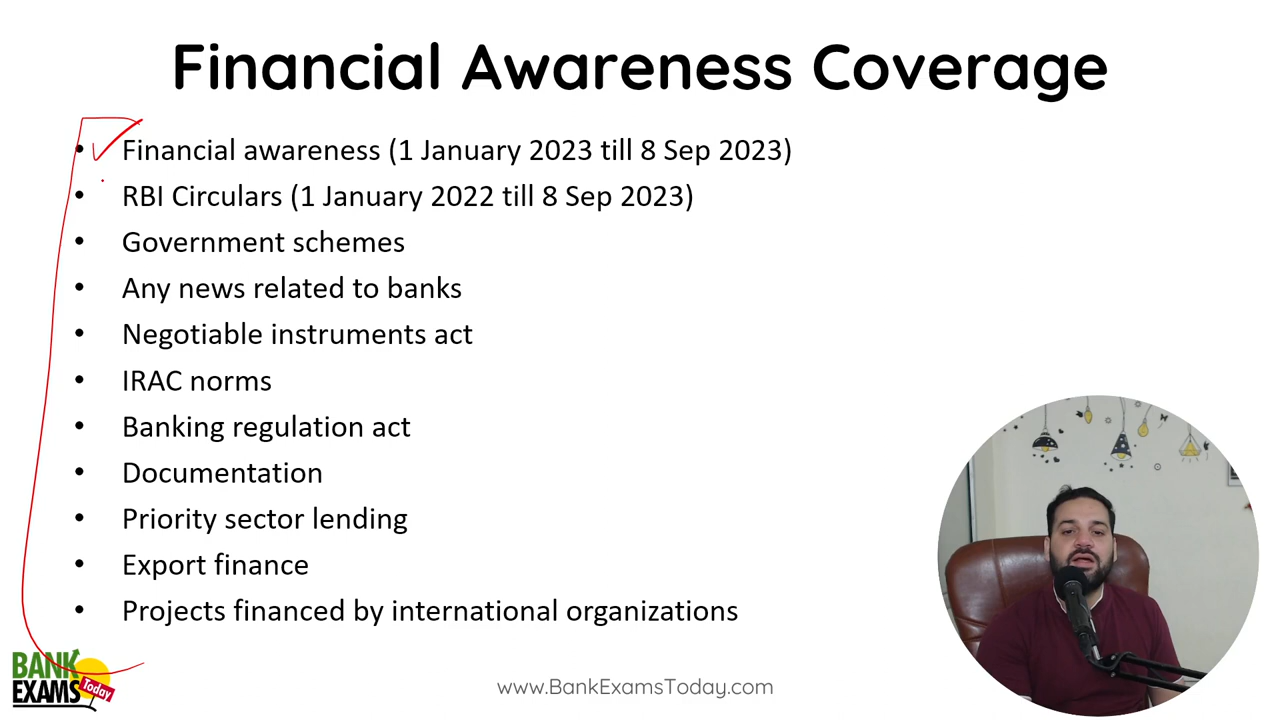 Financial Awareness Coverage
• Financial awareness (1 January 2023 till 8 Sep 2023)
• RBI Circulars (1 January 2022 till 8 Sep 2023)
• Government schemes
• Any news related to banks
• Negotiable instruments act
• IRAC norms
• Banking regulation act
• Documentation
• Priority sector lending
• Export finance
• Projects financed by international organizations
BANK
EXAMS
Today
www.BankExamsToday.com